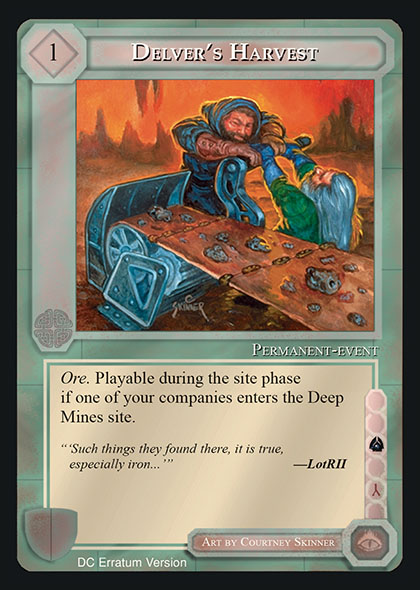 1
Delver's Harvest
C
SKINNER
Permanent-event
Ore. Playable during the site phase
if one of your companies enters the Deep
Mines site.
“‘Such things they found there, it is true,
especially iron...’”
—LotRII
Art by Courtney Skinner
DC Erratum Version